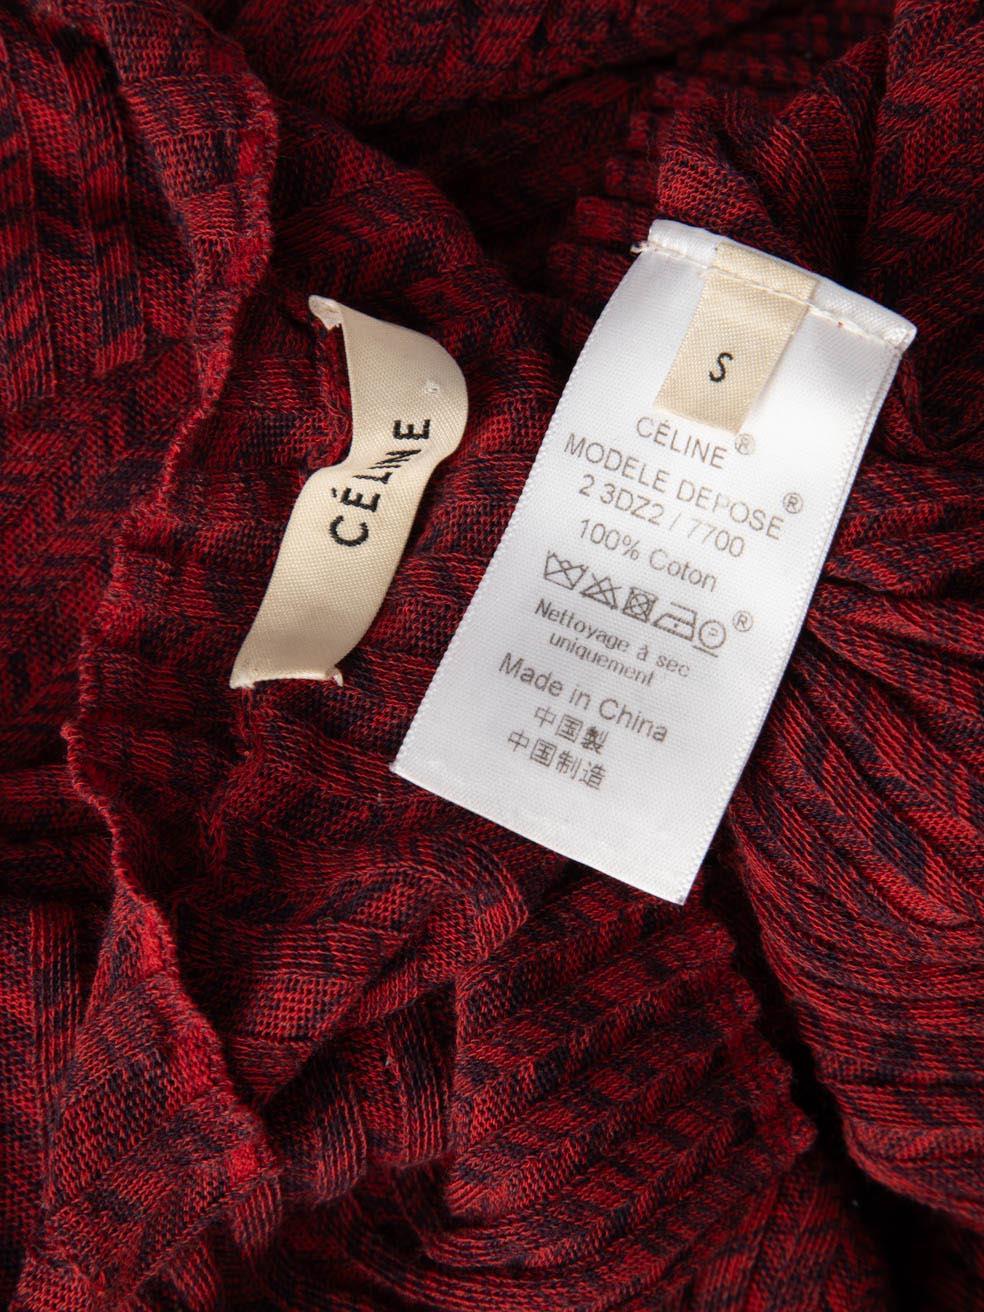 CÉLINE
S
CÉLINE®
MODELE DEPOSE®
2 3DZ2 / 7700
100% Coton
P ®
Nettoyage à sec
uniquement
Made in China
中国製
中国制造